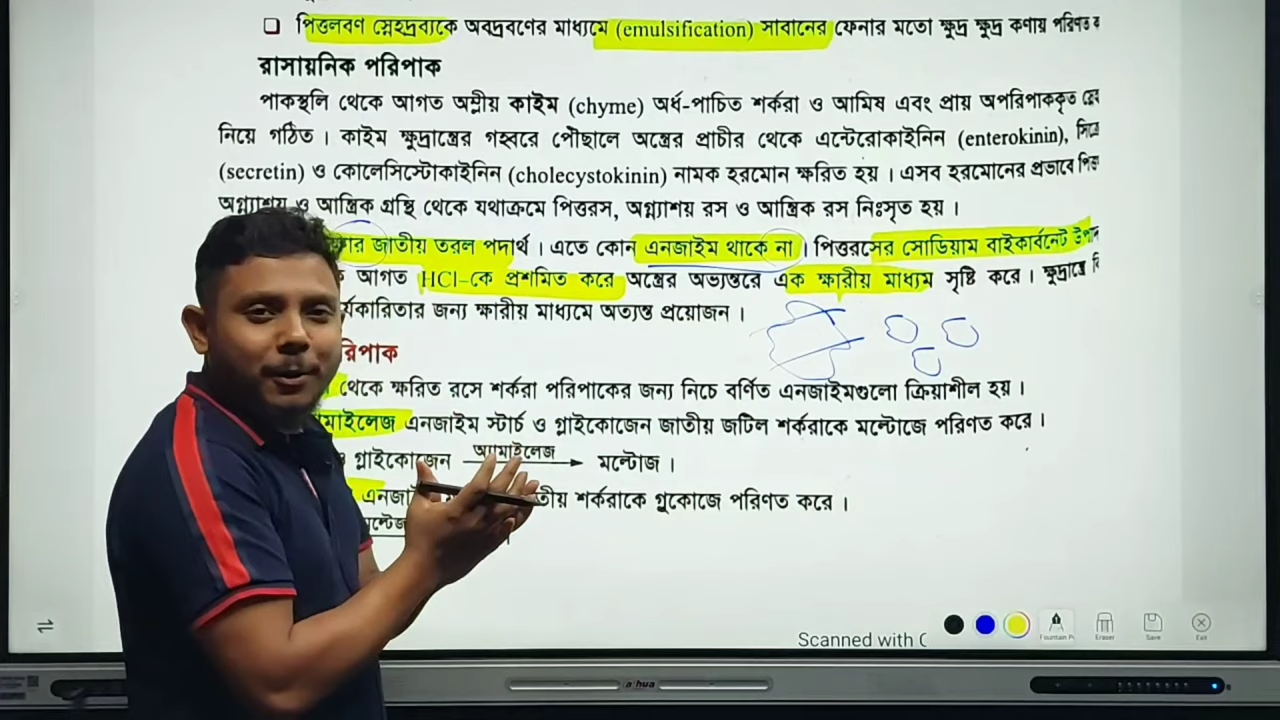 ❑ পিত্তলবণ স্নেহদ্রব্যকে অবদ্রবণের মাধ্যমে (emulsification) সাবানের ফেনার মতো ক্ষুদ্র ক্ষুদ্র কণায় পরিণত
রাসায়নিক পরিপাক
পাকস্থলি থেকে আগত অম্লীয় কাইম (chyme) অর্ধ-পাচিত শর্করা ও আমিষ এবং প্রায় অপরিপাককৃত
নিয়ে গঠিত । কাইম ক্ষুদ্রান্ত্রের গহ্বরে পৌঁছালে অন্ত্রের প্রাচীর থেকে এন্টেরোকাইনিন (enterokinin),
(secretin) ও কোলেসিস্টোকাইনিন (cholecystokinin) নামক হরমোন ক্ষরিত হয় । এসব হরমোনের প্রভাবে
অগ্ন্যাশয় ও আন্ত্রিক গ্রন্থি থেকে যথাক্রমে পিত্তরস, অগ্ন্যাশয় রস ও আন্ত্রিক রস নিঃসৃত হয় ।
জাতীয় তরল পদার্থ । এতে কোন এনজাইম থাকে না । পিত্তরসের সোডিয়াম বাইকার্বনেট
আগত HCl-কে প্রশমিত করে অন্ত্রের অভ্যন্তরে এক ক্ষারীয় মাধ্যম সৃষ্টি করে । ক্ষুদ্রান্ত্রে
র্যকারিতার জন্য ক্ষারীয় মাধ্যমে অত্যন্ত প্রয়োজন ।
রিপাক
থেকে ক্ষরিত রসে শর্করা পরিপাকের জন্য নিচে বর্ণিত এনজাইমগুলো ক্রিয়াশীল হয় ।
মাইলেজ এনজাইম স্টার্চ ও গ্লাইকোজেন জাতীয় জটিল শর্করাকে মল্টোজে পরিণত করে ।
গ্লাইকোজেন অ্যামাইলেজ মল্টোজ ।
শর্করাকে গ্লুকোজে পরিণত করে ।
Scanned with C
Fountain P
Eraser
Save
Exit
alhua